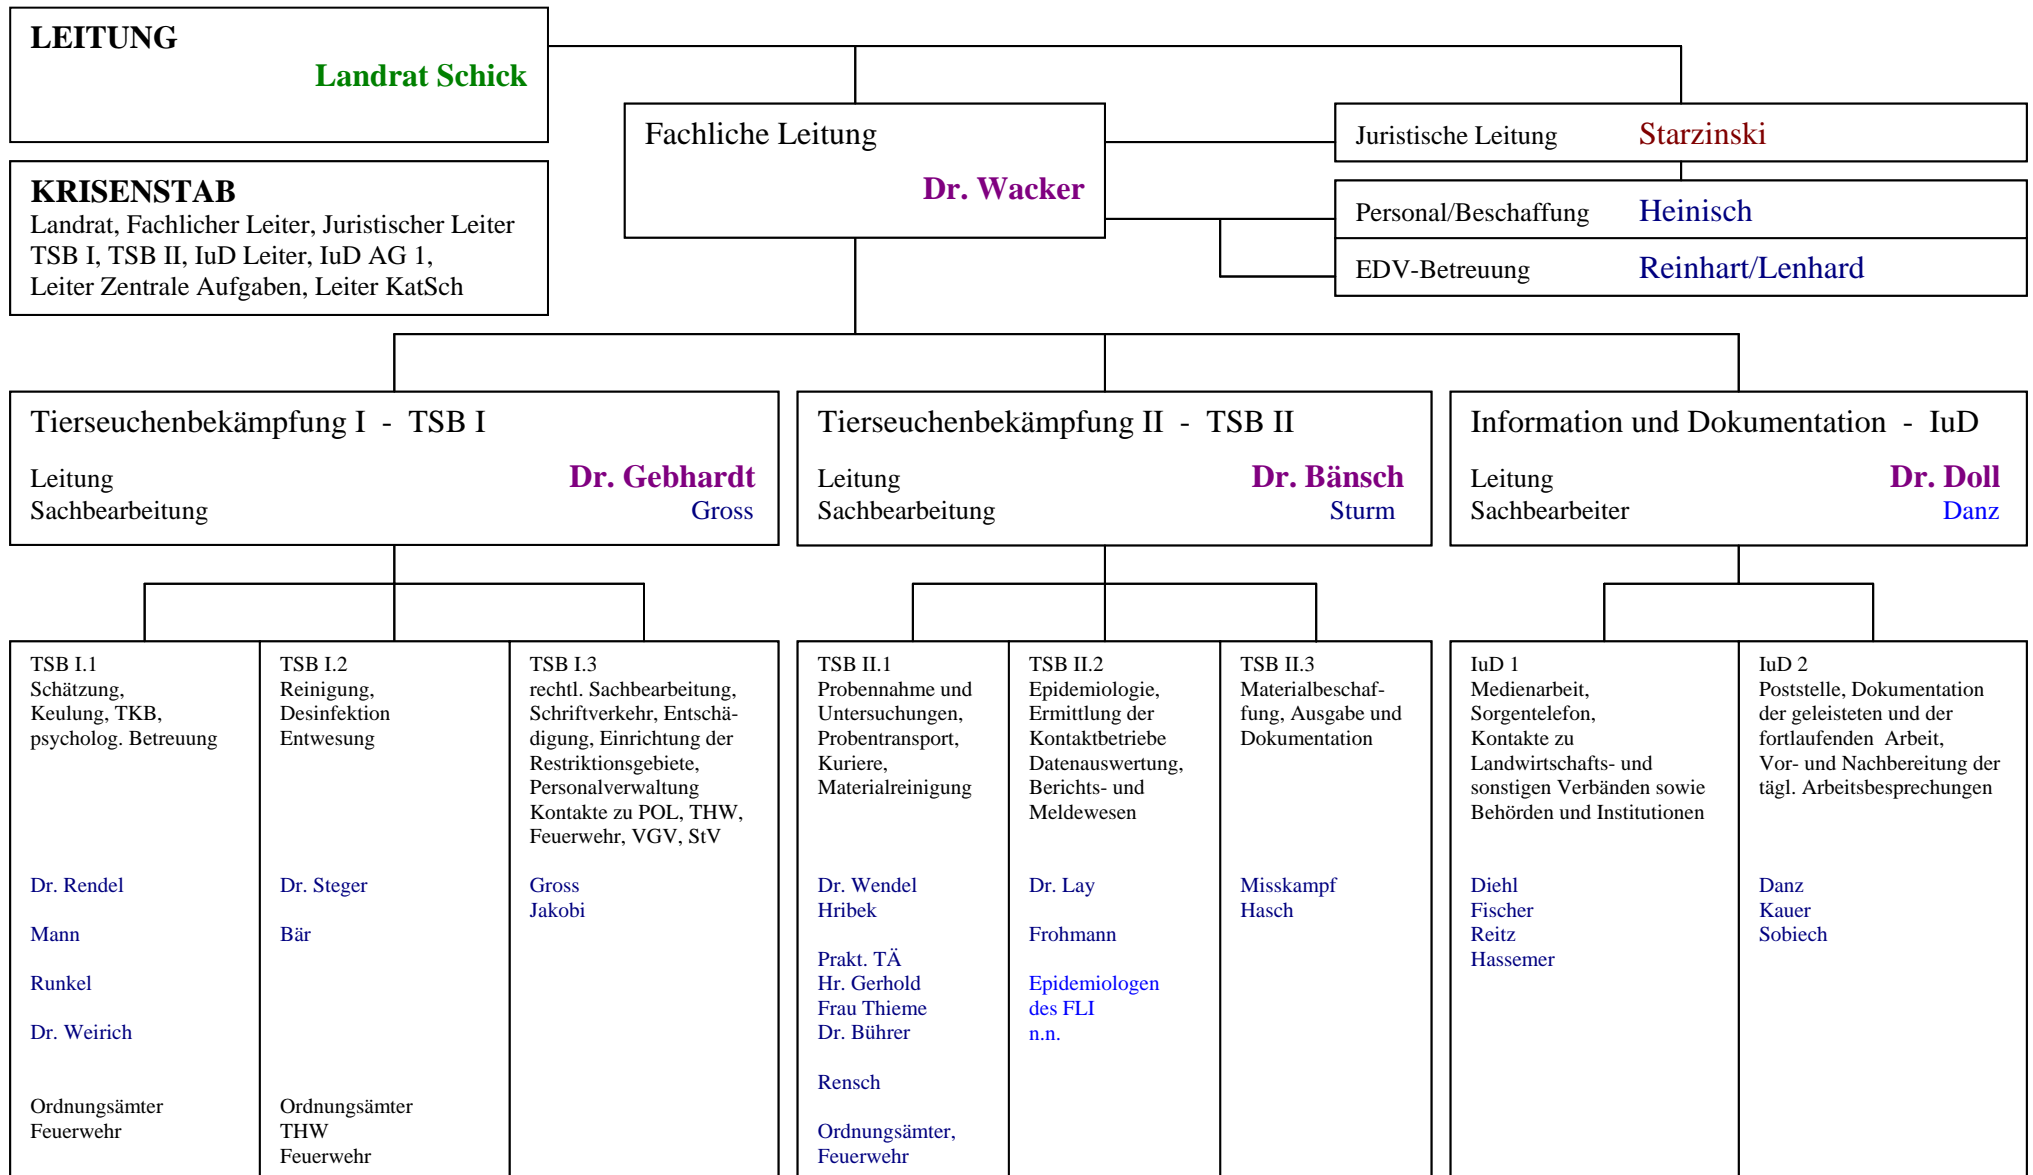 LEITUNG
Landrat Schick
KRISENSTAB
Landrat, Fachlicher Leiter, Juristischer Leiter
TSB I, TSB II, IuD Leiter, IuD AG 1,
Leiter Zentrale Aufgaben, Leiter KatSch
Fachliche Leitung
Dr. Wacker
Juristische Leitung Starzinski
Personal/Beschaffung Heinisch
EDV-Betreuung Reinhart/Lenhard
Tierseuchenbekämpfung I - TSB I
Leitung Dr. Gebhardt
Sachbearbeitung Gross
Tierseuchenbekämpfung II - TSB II
Leitung Dr. Bänsch
Sachbearbeitung Sturm
Information und Dokumentation - IuD
Leitung Dr. Doll
Sachbearbeiter Danz
TSB I.1
Schätzung,
Keulung, TKB,
psycholog. Betreuung
Dr. Rendel
Mann
Runkel
Dr. Weirich
Ordnungsämter
Feuerwehr
TSB I.2
Reinigung,
Desinfektion
Entwesung
Dr. Steger
Bär
Ordnungsämter
THW
Feuerwehr
TSB I.3
rechtl. Sachbearbeitung,
Schriftverkehr, Entschä-
digung, Einrichtung der
Restriktionsgebiete,
Personalverwaltung
Kontakte zu POL, THW,
Feuerwehr, VGV, StV
Gross
Jakobi
TSB II.1
Probennahme und
Untersuchungen,
Probentransport,
Kuriere,
Materialreinigung
Dr. Wendel
Hribek
Prakt. TÄ
Hr. Gerhold
Frau Thieme
Dr. Bührer
Rensch
Ordnungsämter,
Feuerwehr
TSB II.2
Epidemiologie,
Ermittlung der
Kontaktbetriebe
Datenauswertung,
Berichts- und
Meldewesen
Dr. Lay
Frohmann
Epidemiologen
des FLI
n.n.
TSB II.3
Materialbeschaf-
fung, Ausgabe und
Dokumentation
Misskampf
Hasch
IuD 1
Medienarbeit,
Sorgentelefon,
Kontakte zu
Landwirtschafts- und
sonstigen Verbänden sowie
Behörden und Institutionen
Diehl
Fischer
Reitz
Hassemer
IuD 2
Poststelle, Dokumentation
der geleisteten und der
fortlaufenden Arbeit,
Vor- und Nachbereitung der
tägl. Arbeitsbesprechungen
Danz
Kauer
Sobiech